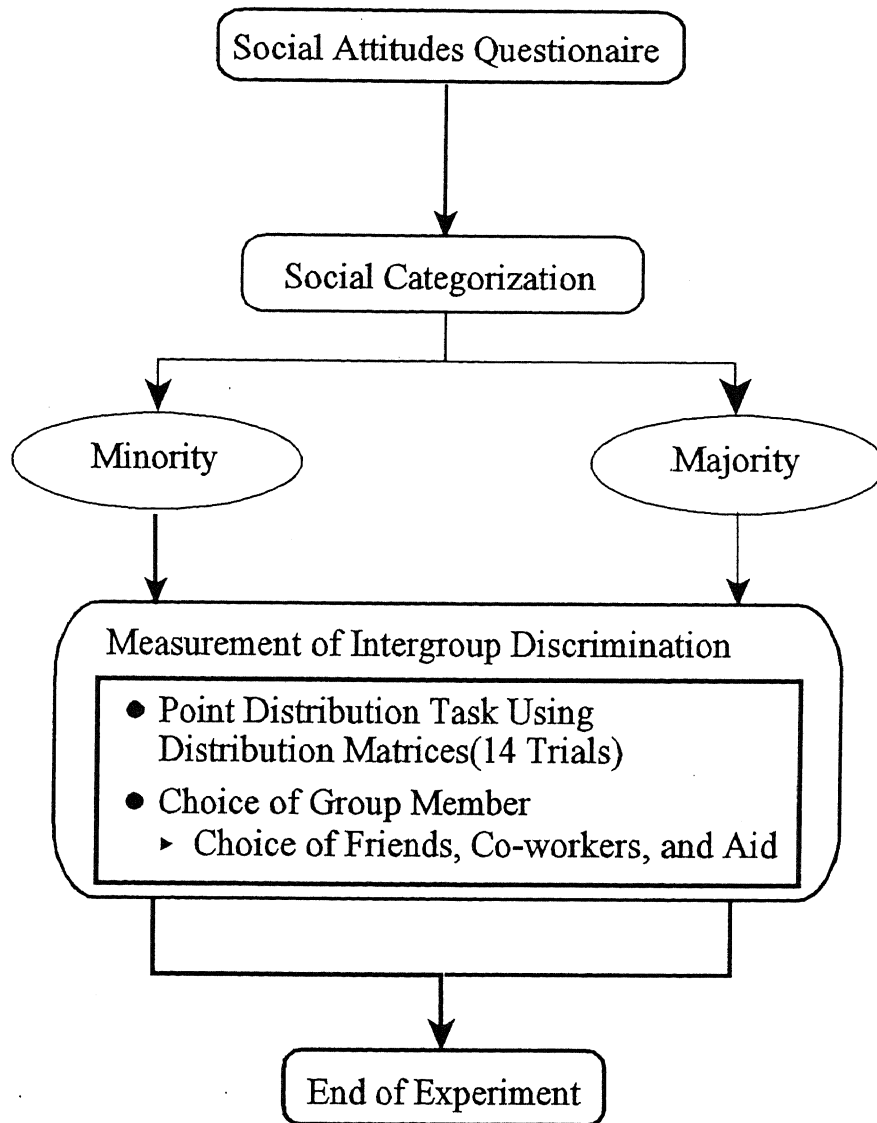 Social Attitudes Questionaire
Social Categorization
Minority
Majority
Measurement of Intergroup Discrimination
● Point Distribution Task Using
Distribution Matrices(14 Trials)
● Choice of Group Member
▸ Choice of Friends, Co-workers, and Aid
End of Experiment